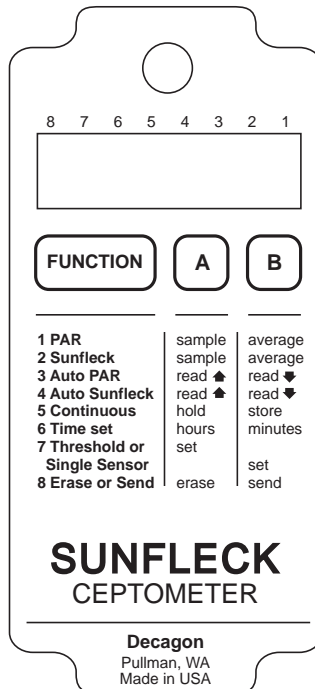 8 7 6 5 4 3 2 1
FUNCTION A B
1 PAR sample average
2 Sunfleck sample average
3 Auto PAR read 🡅 read 🡇
4 Auto Sunfleck read 🡅 read 🡇
5 Continuous hold store
6 Time set hours minutes
7 Threshold or set
Single Sensor set
8 Erase or Send erase send
SUNFLECK
CEPTOMETER
Decagon
Pullman, WA
Made in USA